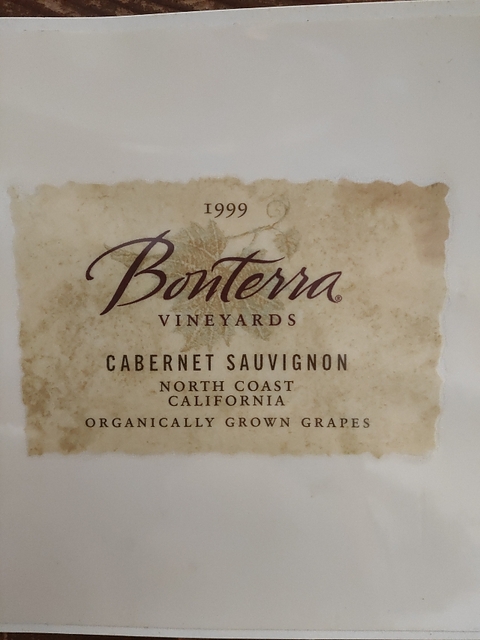 1999
Bonterra®
VINEYARDS
CABERNET SAUVIGNON
NORTH COAST
CALIFORNIA
ORGANICALLY GROWN GRAPES